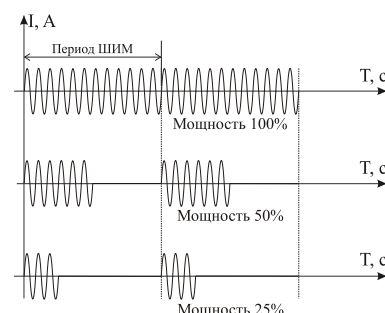 I, A
Период ШИМ
T, с
Мощность 100%
T, с
Мощность 50%
T, с
Мощность 25%